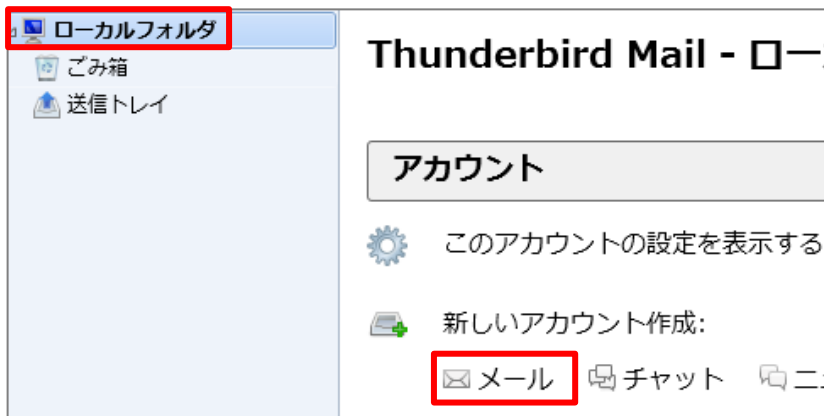 ローカルフォルダ
ごみ箱
送信トレイ
Thunderbird Mail - ロー
アカウント
このアカウントの設定を表示する
新しいアカウント作成:
メール チャット ニ